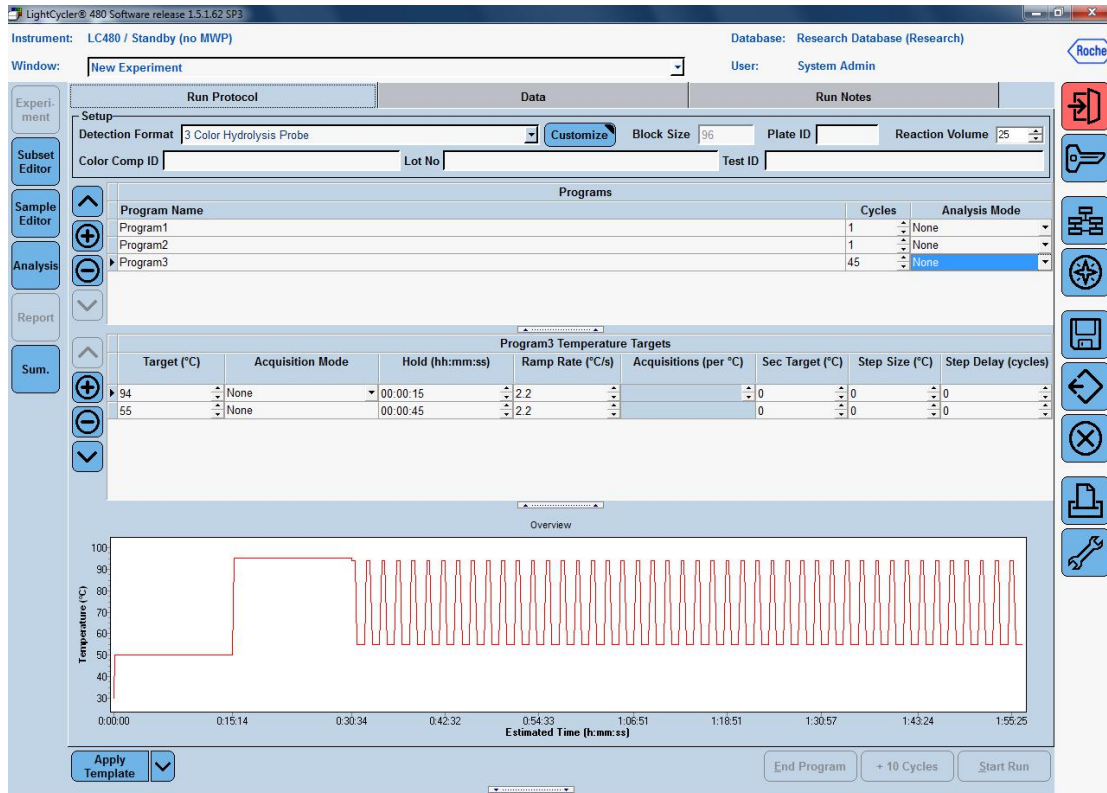 LightCycler® 480 Software release 1.5.1.62 SP3
Instrument: LC480 / Standby (no MWP) Database: Research Database (Research)
Roche
Window: New Experiment User: System Admin
Experi-
ment
Subset
Editor
Sample
Editor
Analysis
Report
Sum.
Run Protocol Data Run Notes
Setup
Detection Format 3 Color Hydrolysis Probe Customize Block Size 96 Plate ID Reaction Volume 25
Color Comp ID Lot No Test ID
Programs
Program Name Cycles Analysis Mode
Program1 1 None
Program2 1 None
Program3 45 None
Program3 Temperature Targets
Target (°C) Acquisition Mode Hold (hh:mm:ss) Ramp Rate (°C/s) Acquisitions (per °C) Sec Target (°C) Step Size (°C) Step Delay (cycles)
94 None 00:00:15 2.2 0 0 0
55 None 00:00:45 2.2 0 0 0
Overview
Temperature (°C)
100
90
80
70
60
50
40
30
0:00:00 0:15:14 0:30:34 0:42:32 0:54:33 1:06:51 1:18:51 1:30:57 1:43:24 1:55:25
Estimated Time (h:mm:ss)
Apply
Template
End Program + 10 Cycles Start Run